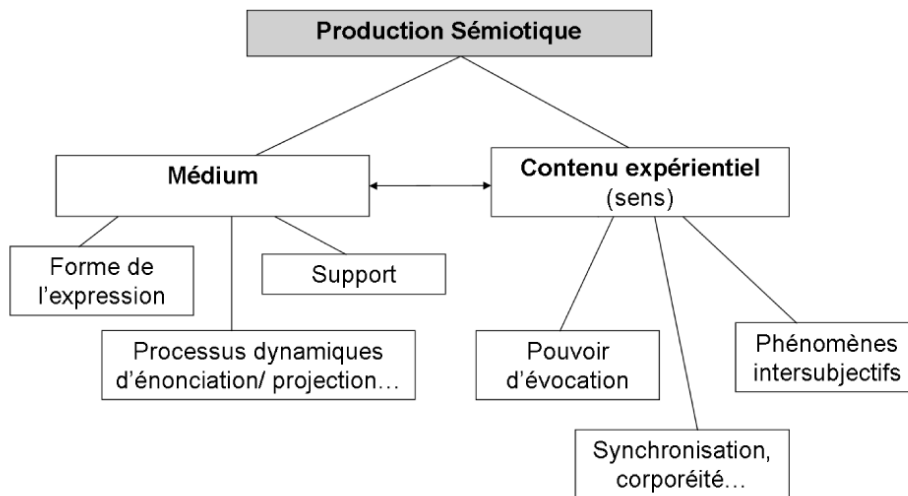 Production Sémiotique
Médium
Contenu expérientiel
(sens)
Forme de
l'expression
Support
Processus dynamiques
d'énonciation/ projection…
Pouvoir
d'évocation
Phénomènes
intersubjectifs
Synchronisation,
corporéité…